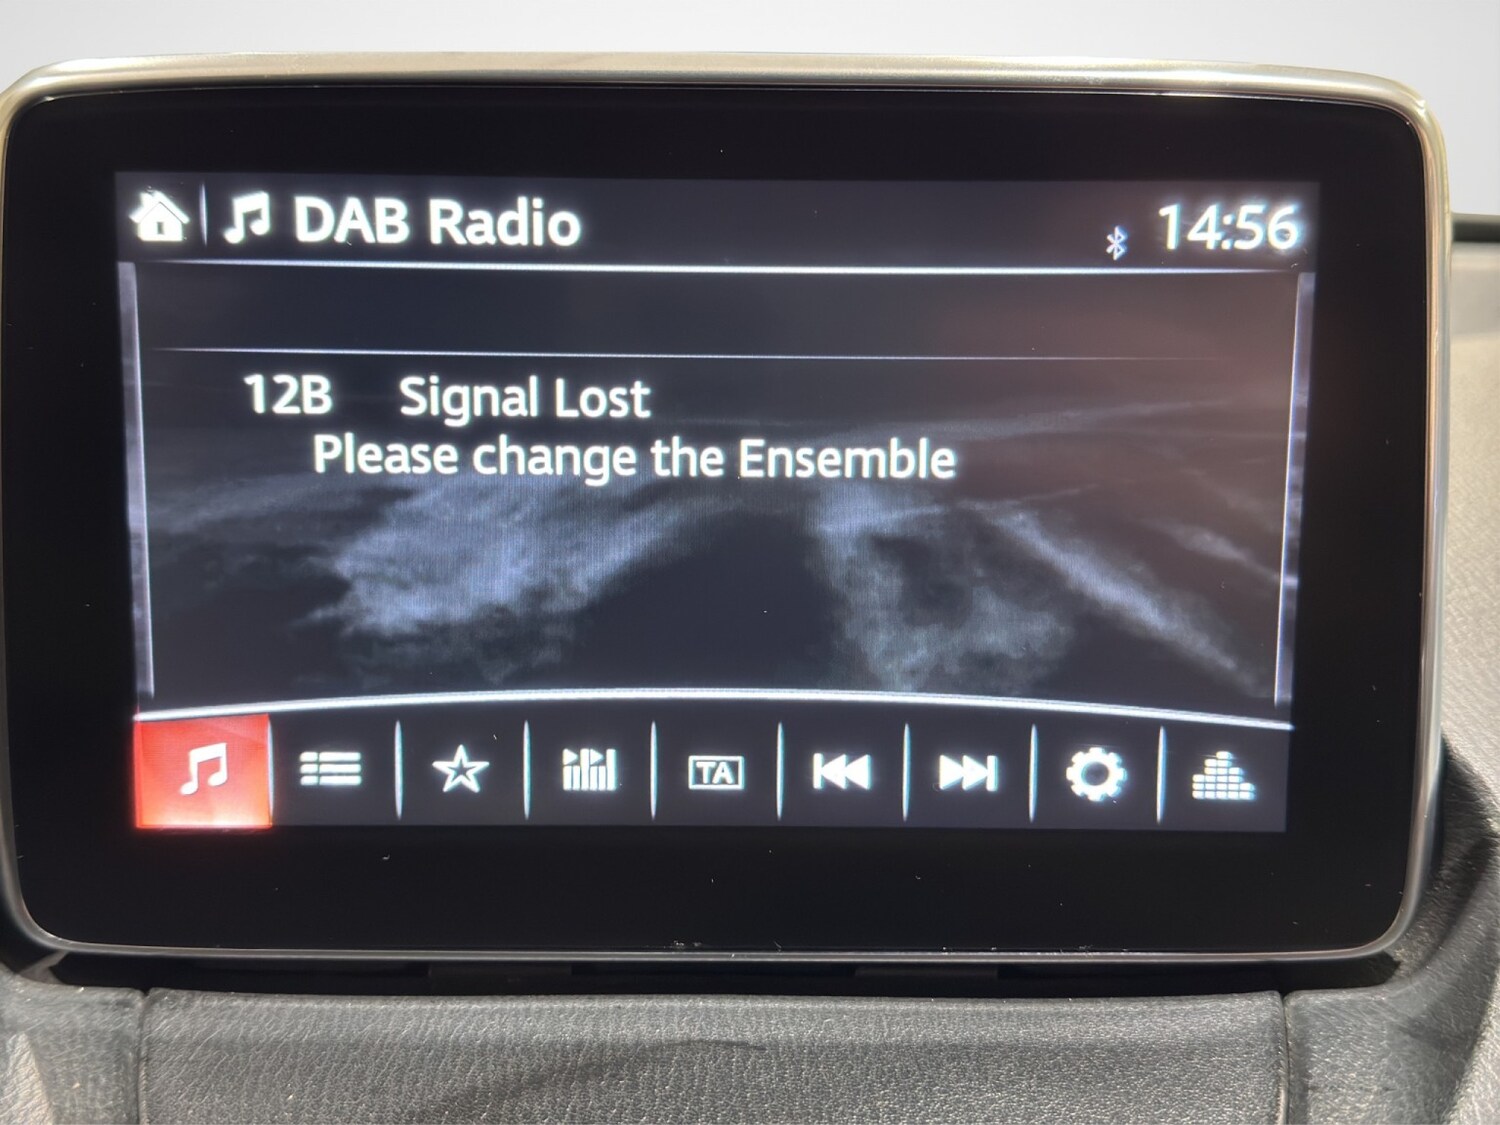 DAB Radio 14:56
12B Signal Lost
Please change the Ensemble
TA